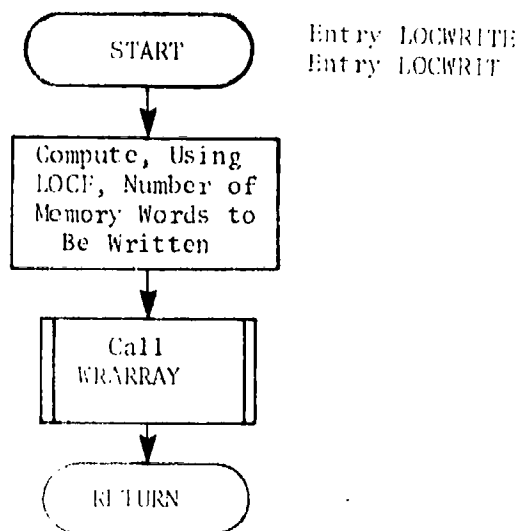 START
Entry LOCWRITE
Entry LOCWRIT
Compute, Using
LOCF, Number of
Memory Words to
Be Written
Call
WRARRAY
RETURN